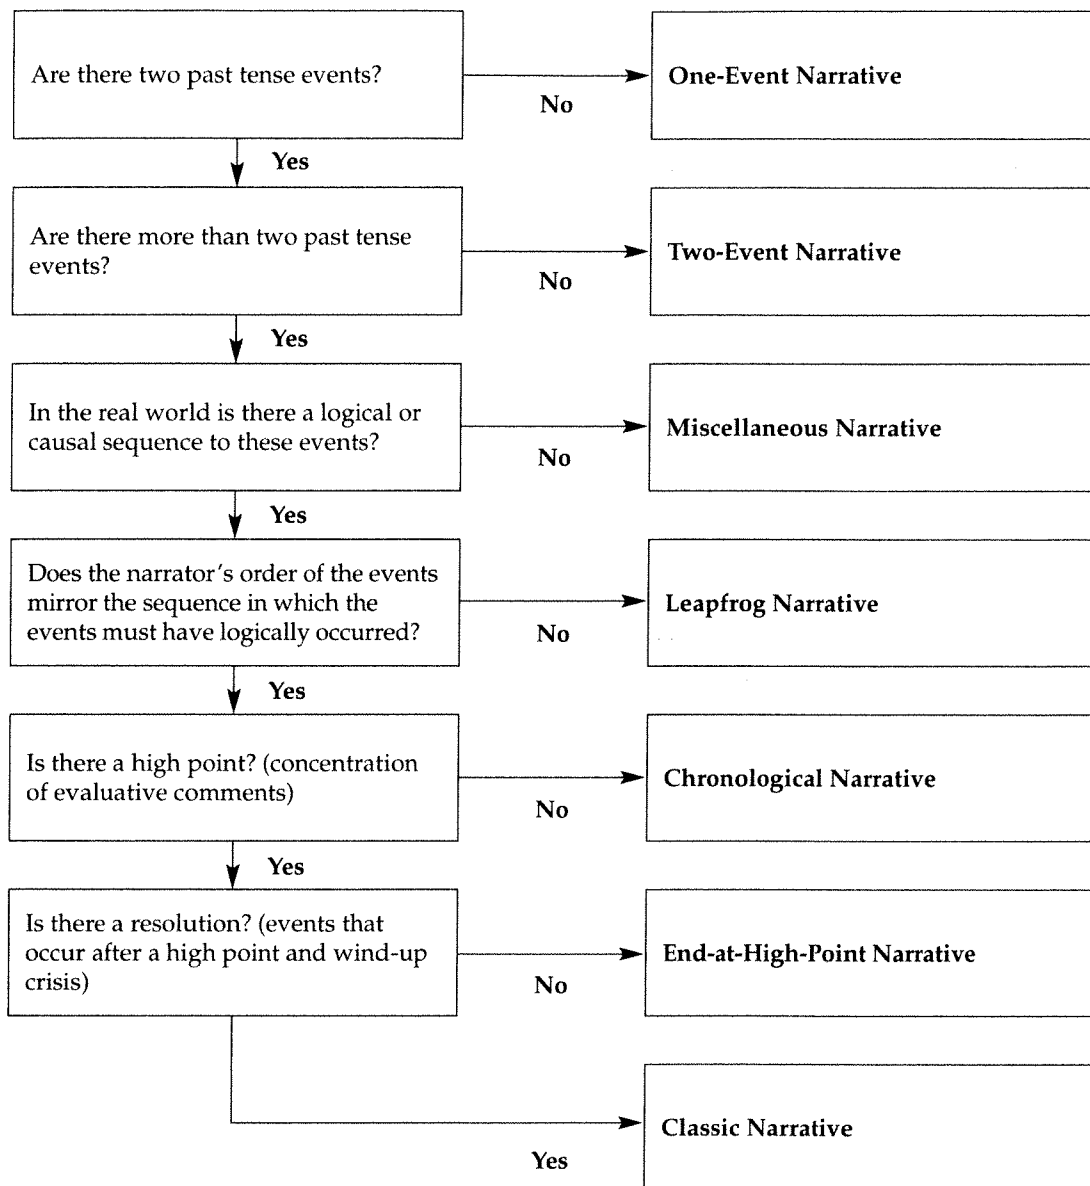 Are there two past tense events?
No
One-Event Narrative
Yes
Are there more than two past tense
events?
No
Two-Event Narrative
Yes
In the real world is there a logical or
causal sequence to these events?
No
Miscellaneous Narrative
Yes
Does the narrator's order of the events
mirror the sequence in which the
events must have logically occurred?
No
Leapfrog Narrative
Yes
Is there a high point? (concentration
of evaluative comments)
No
Chronological Narrative
Yes
Is there a resolution? (events that
occur after a high point and wind-up
crisis)
No
End-at-High-Point Narrative
Yes
Classic Narrative